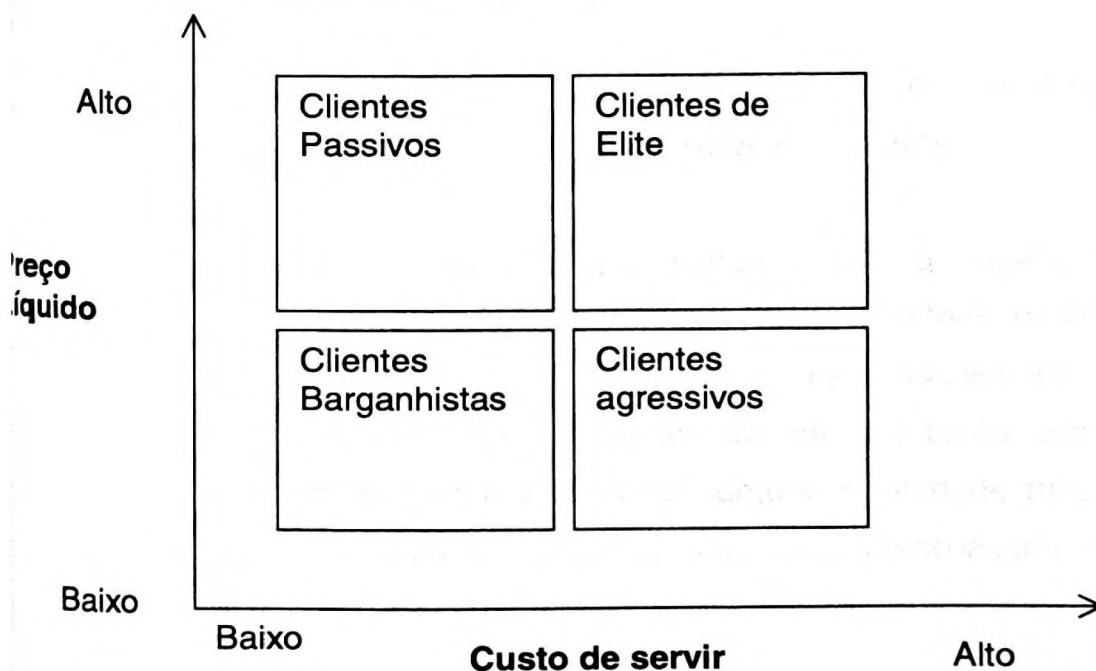 Alto
Clientes
Passivos
Clientes de
Elite
reço
íquido
Clientes
Barganhistas
Clientes
agressivos
Baixo
Baixo
Custo de servir
Alto